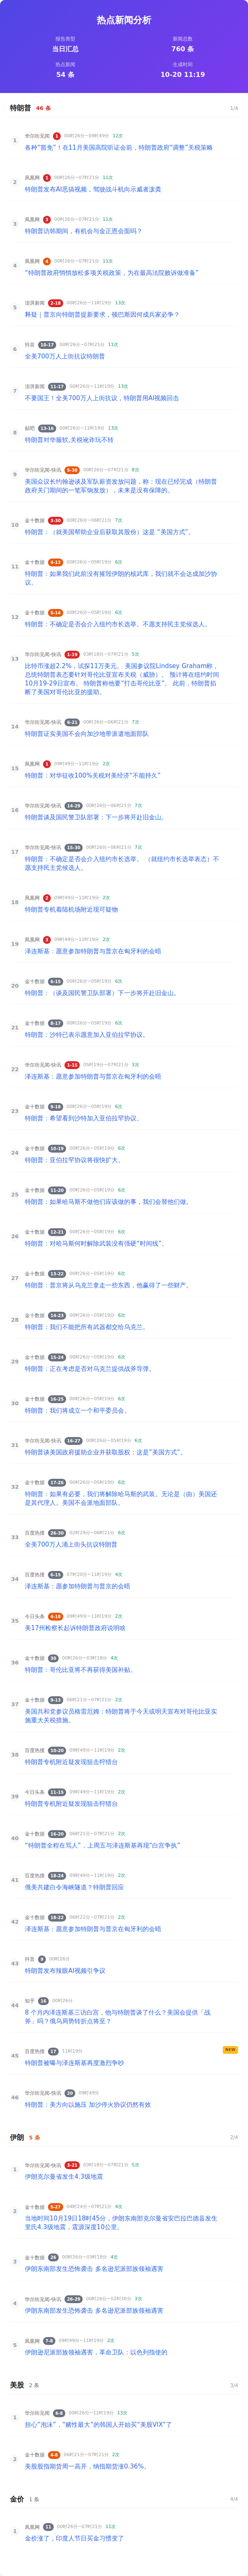 热点新闻分析
报告类型
当日汇总
新闻总数
760 条
热点新闻
54 条
生成时间
10-20 11:19
特朗普 46 条 1/4
1 华尔街见闻 1 00时26分~09时49分 12次
各种“豁免”！在11月美国高院听证会前，特朗普政府“调整”关税策略
2 凤凰网 1 00时26分~07时21分 11次
特朗普发布AI恶搞视频，驾驶战斗机向示威者泼粪
3 凤凰网 3 00时26分~07时21分 11次
特朗普访韩期间，有机会与金正恩会面吗？
4 凤凰网 4 00时26分~07时21分 11次
“特朗普政府悄悄放松多项关税政策，为在最高法院败诉做准备”
5 澎湃新闻 2-16 00时26分~11时19分 13次
释疑｜普京向特朗普提新要求，顿巴斯因何成兵家必争？
6 抖音 10-17 00时26分~07时21分 11次
全美700万人上街抗议特朗普
7 澎湃新闻 11-17 00时26分~11时19分 13次
不要国王！全美700万人上街抗议，特朗普用AI视频回击
8 贴吧 13-16 00时26分~11时19分 13次
特朗普对华服软,关税讹诈玩不转
9 华尔街见闻-快讯 5-30 00时26分~07时21分 8次
美国众议长约翰逊谈及军队薪资发放问题，称：现在已经完成（特朗普
政府关门期间的一笔军饷发放），未来是没有保障的。
10 金十数据 3-30 00时26分~06时21分 7次
特朗普：（就美国帮助企业后获取其股份）这是 “美国方式”。
11 金十数据 4-13 00时26分~05时19分 6次
特朗普：如果我们此前没有摧毁伊朗的核武库，我们就不会达成加沙协
议。
12 金十数据 5-14 00时26分~05时19分 6次
特朗普：不确定是否会介入纽约市长选举。不愿支持民主党候选人。
13 华尔街见闻-快讯 1-19 03时18分~07时21分 5次
比特币涨超2.2%，试探11万美元。 美国参议院Lindsey Graham称，
总统特朗普表态要针对哥伦比亚宣布关税（威胁）。 预计将在纽约时间
10月19日-29日宣布。 特朗普称他要“打击哥伦比亚”。 此前，特朗普掐
断了美国对哥伦比亚的援助。
14 华尔街见闻-快讯 6-21 00时26分~07时21分 7次
特朗普证实美国不会向加沙地带派遣地面部队
15 凤凰网 1 09时49分~11时19分 2次
特朗普：对华征收100%关税对美经济“不能持久”
16 华尔街见闻-快讯 14-29 00时26分~06时21分 7次
特朗普谈及国民警卫队部署：下一步将开赴旧金山。
17 华尔街见闻-快讯 15-30 00时26分~06时21分 7次
特朗普：不确定是否会介入纽约市长选举。 （就纽约市长选举表态）不
愿支持民主党候选人。
18 凤凰网 2 09时49分~11时19分 2次
特朗普专机着陆机场附近现可疑物
19 凤凰网 3 09时49分~11时19分 2次
泽连斯基：愿意参加特朗普与普京在匈牙利的会晤
20 金十数据 6-15 00时26分~05时19分 6次
特朗普：（谈及国民警卫队部署）下一步将开赴旧金山。
21 金十数据 8-17 00时26分~05时19分 6次
特朗普：沙特已表示愿意加入亚伯拉罕协议。
22 华尔街见闻-快讯 1-15 05时19分~07时21分 3次
泽连斯基：愿意参加特朗普与普京在匈牙利的会晤
23 金十数据 9-18 00时26分~05时19分 6次
特朗普：希望看到沙特加入亚伯拉罕协议。
24 金十数据 10-19 00时26分~05时19分 6次
特朗普：亚伯拉罕协议将很快扩大。
25 金十数据 11-20 00时26分~05时19分 6次
特朗普：如果哈马斯不做他们应该做的事，我们会替他们做。
26 金十数据 12-21 00时26分~05时19分 6次
特朗普：对哈马斯何时解除武装没有强硬“时间线”。
27 金十数据 13-22 00时26分~05时19分 6次
特朗普：普京将从乌克兰拿走一些东西，他赢得了一些财产。
28 金十数据 14-23 00时26分~05时19分 6次
特朗普：我们不能把所有武器都交给乌克兰。
29 金十数据 15-24 00时26分~05时19分 6次
特朗普：正在考虑是否对乌克兰提供战斧导弹。
30 金十数据 16-25 00时26分~05时19分 6次
特朗普：我们将成立一个和平委员会。
31 华尔街见闻-快讯 16-27 00时26分~05时19分 6次
特朗普谈美国政府援助企业并获取股权：这是“美国方式”。
32 金十数据 17-26 00时26分~05时19分 6次
特朗普：如果有必要，我们将解除哈马斯的武装。无论是（由）美国还
是其代理人。美国不会派地面部队。
33 百度热搜 26-30 02时29分~06时21分 5次
全美700万人涌上街头抗议特朗普
34 百度热搜 6-15 07时20分~11时19分 4次
泽连斯基：愿参加特朗普与普京的会晤
35 今日头条 4-18 09时49分~11时19分 2次
美17州检察长起诉特朗普政府说明啥
36 金十数据 30 00时26分~03时18分 4次
特朗普：哥伦比亚将不再获得美国补贴。
37 金十数据 9-13 06时21分~07时21分 2次
美国共和党参议员格雷厄姆：特朗普将于今天或明天宣布对哥伦比亚实
施重大关税措施。
38 百度热搜 10-20 09时49分~11时19分 2次
特朗普专机附近疑发现狙击狩猎台
39 今日头条 11-15 09时49分~11时19分 2次
特朗普专机附近疑发现狙击狩猎台
40 金十数据 16-20 06时21分~07时21分 2次
“特朗普全程在骂人”，上周五与泽连斯基再现“白宫争执”
41 百度热搜 18-24 09时49分~11时19分 2次
俄美共建白令海峡隧道？特朗普回应
42 金十数据 18-22 06时21分~07时21分 2次
泽连斯基：愿意参加特朗普与普京在匈牙利的会晤
43 抖音 9 00时26分
特朗普发布辣眼AI视频引争议
44 知乎 16 00时26分
8 个月内泽连斯基三访白宫，他与特朗普谈了什么？美国会提供「战
斧」吗？俄乌局势转折点将至？
45 百度热搜 17 11时19分 NEW
特朗普被曝与泽连斯基再度激烈争吵
46 华尔街见闻-快讯 20 09时49分
特朗普：美方向以施压 加沙停火协议仍然有效
伊朗 5 条 2/4
1 华尔街见闻-快讯 3-21 03时18分~07时21分 5次
伊朗克尔曼省发生4.3级地震
2 金十数据 5-27 04时24分~07时21分 4次
当地时间10月19日18时45分，伊朗东南部克尔曼省安巴拉巴德县发生
里氏4.3级地震，震源深度10公里。
3 金十数据 26 00时26分~03时18分 4次
伊朗东南部发生恐怖袭击 多名逊尼派部族领袖遇害
4 华尔街见闻-快讯 26-29 00时26分~02时30分 3次
伊朗东南部发生恐怖袭击 多名逊尼派部族领袖遇害
5 凤凰网 7-8 09时49分~11时19分 2次
伊朗逊尼派部族领袖遇害，革命卫队：以色列指使的
美股 2 条 3/4
1 华尔街见闻 6-8 00时26分~11时19分 13次
担心“泡沫”，“赌性最大”的韩国人开始买“美股VIX”了
2 金十数据 4-8 06时21分~07时21分 2次
美股股指期货周一高开，纳指期货涨0.36%。
金价 1 条 4/4
1 凤凰网 11 00时26分~07时21分 11次
金价涨了，印度人节日买金习惯变了